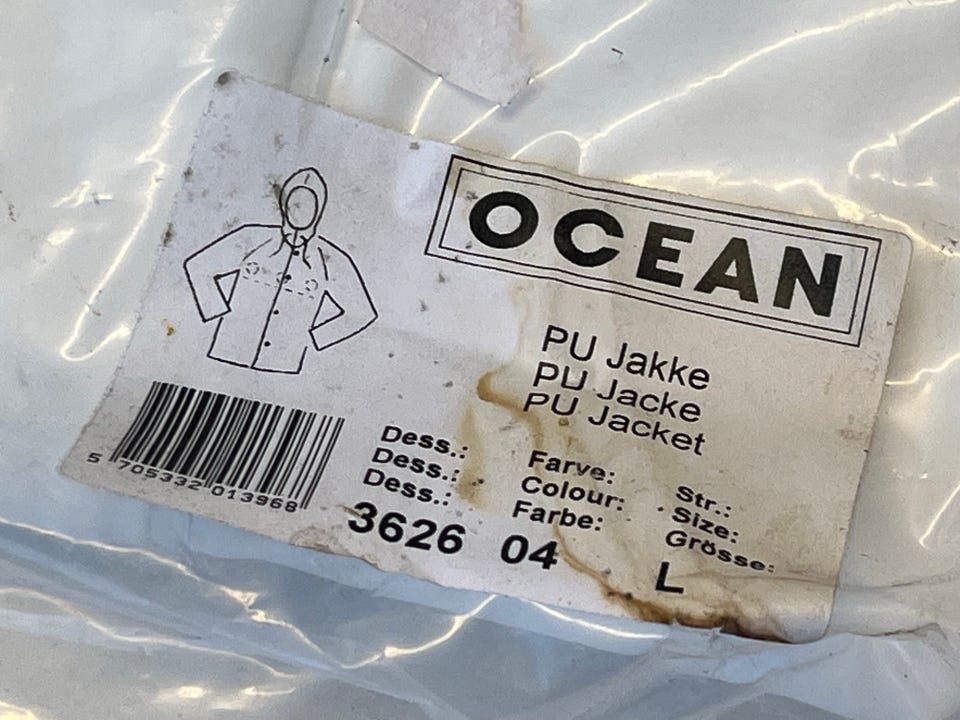 OCEAN
PU Jakke
PU Jacke
PU Jacket
Dess.: Farve: Str.:
Dess.: Colour: Size:
Dess.: Farbe: Grösse:
3626 04 L
5 705332 013968